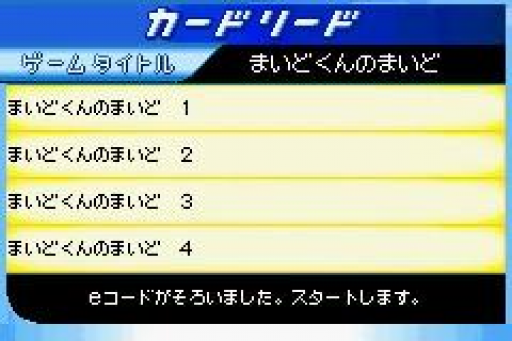 カードリード
ゲームタイトル まいどくんのまいど
まいどくんのまいど 1
まいどくんのまいど 2
まいどくんのまいど 3
まいどくんのまいど 4
eコードがそろいました。スタートします。